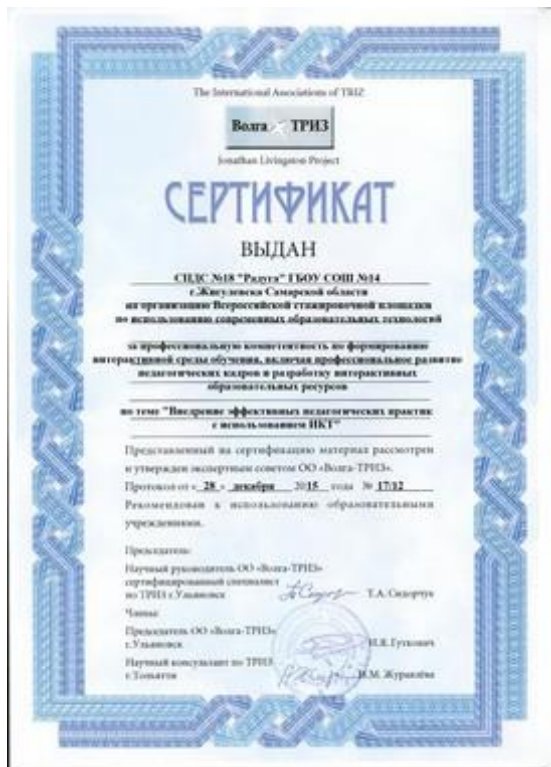 The International Associations of TRIZ
Волга ТРИЗ
Jonathan Livingston Project
СЕРТИФИКАТ
ВЫДАН
СПДС №18 "Радуга" ГБОУ СОШ №14
г.Жигулевска Самарской области
на организацию Всероссийской стажировочной площадки
по использованию современных образовательных технологий
за профессиональную компетентность по формированию
интерактивной среды обучения, включая профессиональное развитие
педагогических кадров и разработку интерактивных
образовательных ресурсов
по теме "Внедрение эффективных педагогических практик
с использованием ИКТ"
Представленный на сертификацию материал рассмотрен
и утвержден экспертным советом ОО «Волга-ТРИЗ».
Протокол от « 28 » декабря 2015 года № 17/12
Рекомендован к использованию образовательными
учреждениями.
Председатель:
Научный руководитель ОО «Волга-ТРИЗ»
сертифицированный специалист
по ТРИЗ г.Ульяновск Т.А. Сидорчук
Члены:
Председатель ОО «Волга-ТРИЗ»
г.Ульяновск И.Я. Гуткович
Научный консультант по ТРИЗ
г.Тольятти В.М. Журавлёва